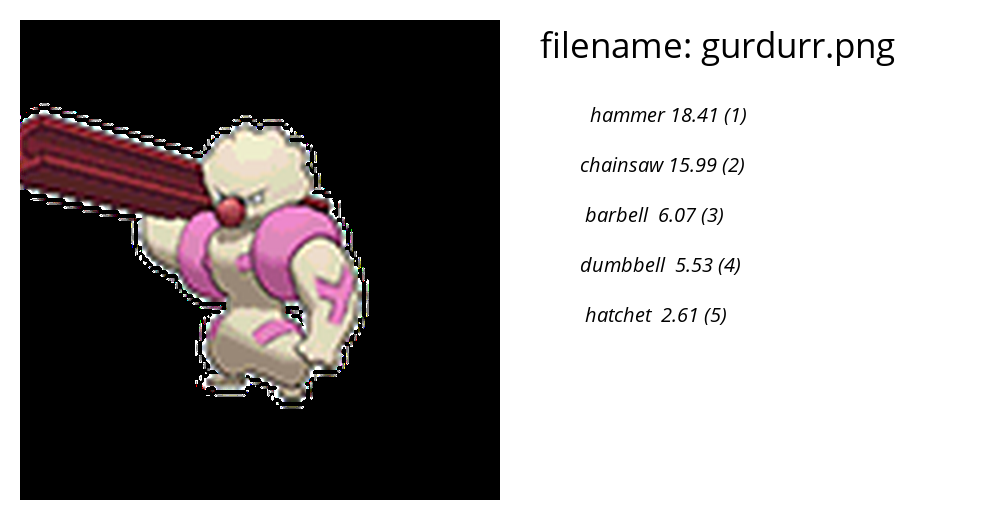 filename: gurdurr.png
hammer 18.41 (1)
chainsaw 15.99 (2)
barbell  6.07 (3)
dumbbell  5.53 (4)
hatchet  2.61 (5)